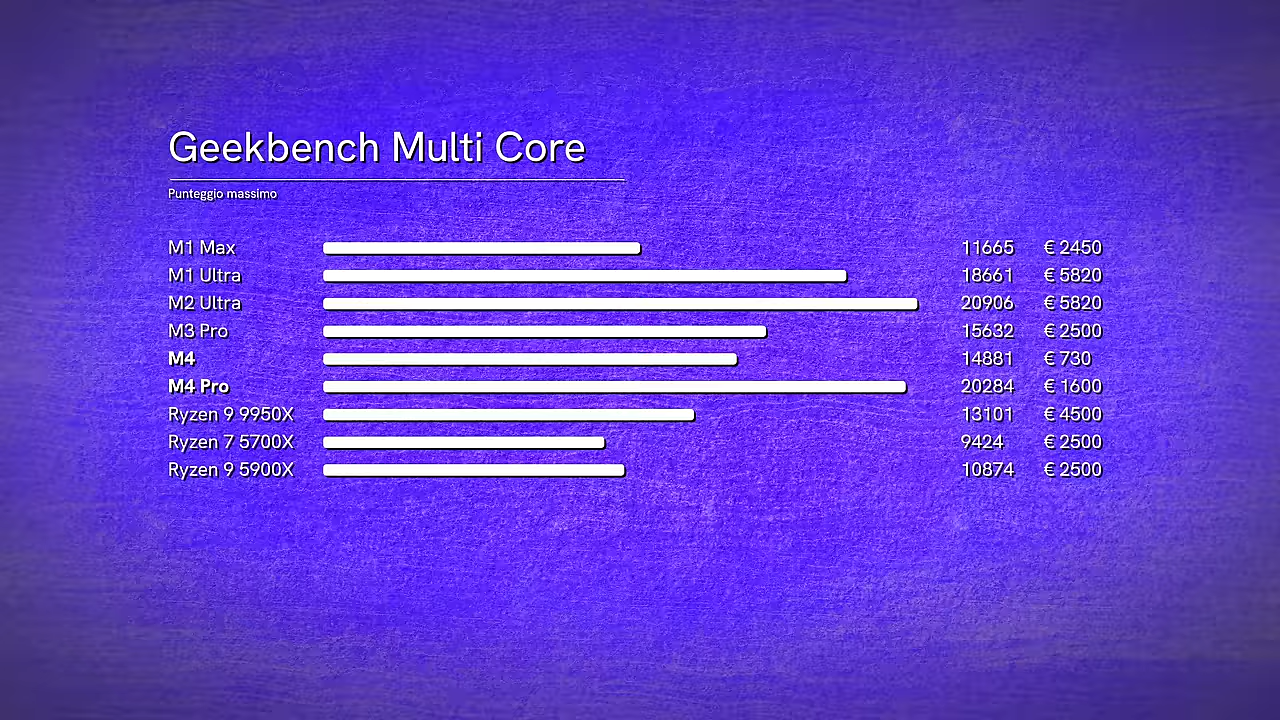 Geekbench Multi Core
Punteggio massimo
M1 Max 11665 € 2450
M1 Ultra 18661 € 5820
M2 Ultra 20906 € 5820
M3 Pro 15632 € 2500
M4 14881 € 730
M4 Pro 20284 € 1600
Ryzen 9 9950X 13101 € 4500
Ryzen 7 5700X 9424 € 2500
Ryzen 9 5900X 10874 € 2500